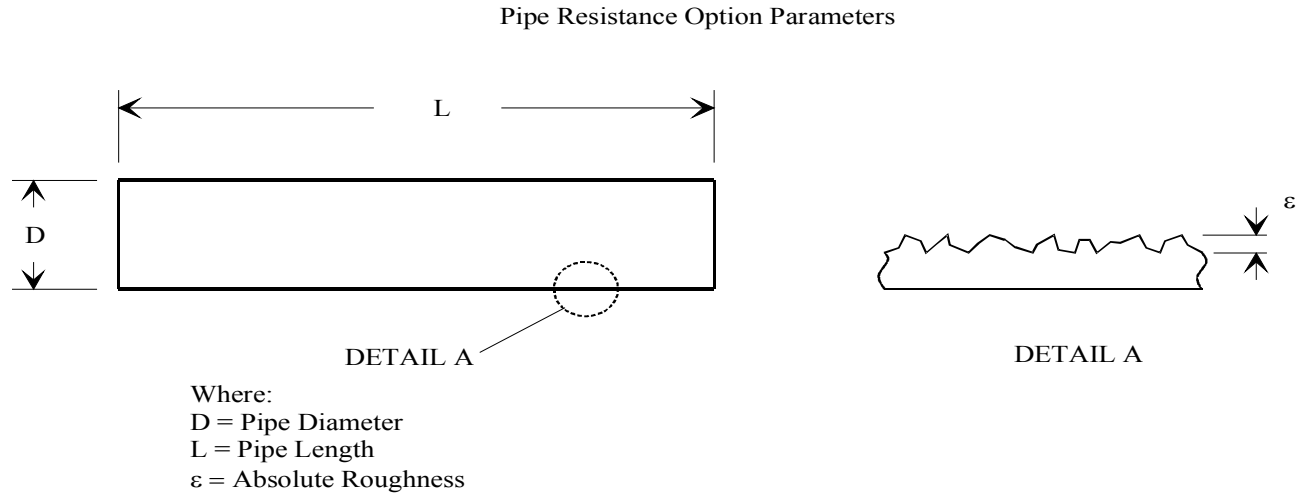 Pipe Resistance Option Parameters
L
D
ε
DETAIL A
DETAIL A
Where:
D = Pipe Diameter
L = Pipe Length
ε = Absolute Roughness